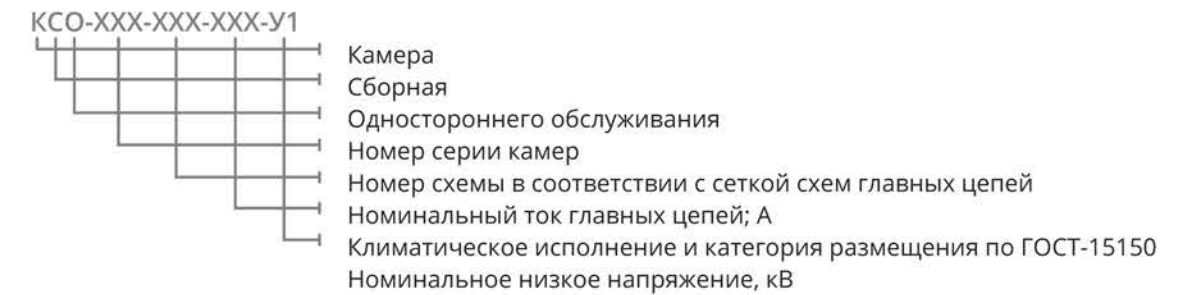 КСО-ХХХ-ХХХ-ХХХ-У1
Камера
Сборная
Одностороннего обслуживания
Номер серии камер
Номер схемы в соответствии с сеткой схем главных цепей
Номинальный ток главных цепей; А
Климатическое исполнение и категория размещения по ГОСТ-15150
Номинальное низкое напряжение, кВ